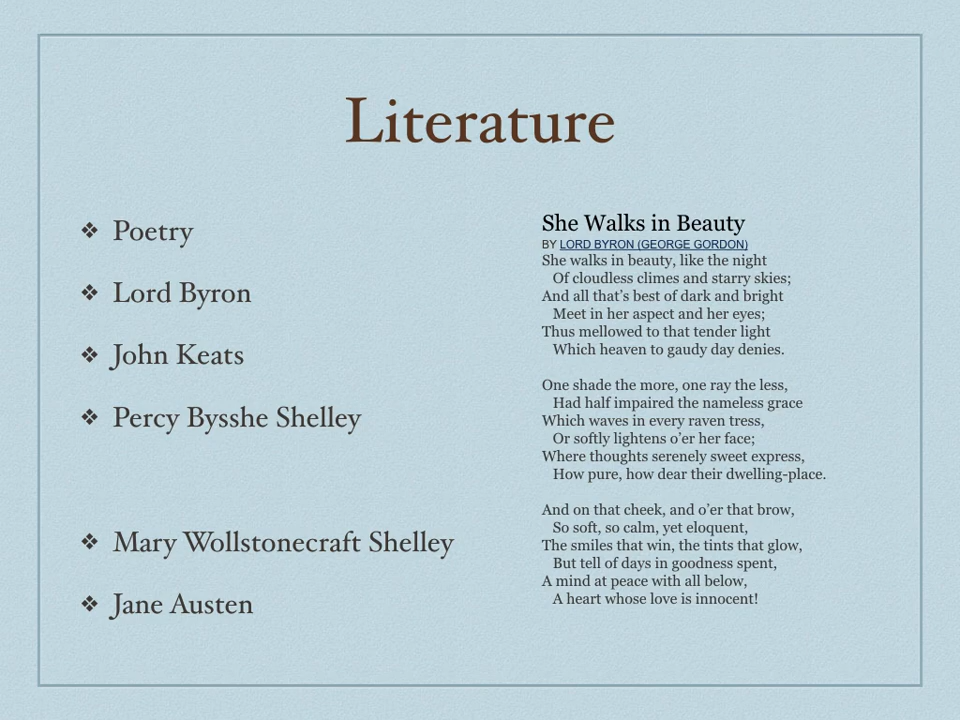 Literature
❖ Poetry
❖ Lord Byron
❖ John Keats
❖ Percy Bysshe Shelley
❖ Mary Wollstonecraft Shelley
❖ Jane Austen
She Walks in Beauty
BY LORD BYRON (GEORGE GORDON)
She walks in beauty, like the night
Of cloudless climes and starry skies;
And all that’s best of dark and bright
Meet in her aspect and her eyes;
Thus mellowed to that tender light
Which heaven to gaudy day denies.
One shade the more, one ray the less,
Had half impaired the nameless grace
Which waves in every raven tress,
Or softly lightens o’er her face;
Where thoughts serenely sweet express,
How pure, how dear their dwelling-place.
And on that cheek, and o’er that brow,
So soft, so calm, yet eloquent,
The smiles that win, the tints that glow,
But tell of days in goodness spent,
A mind at peace with all below,
A heart whose love is innocent!